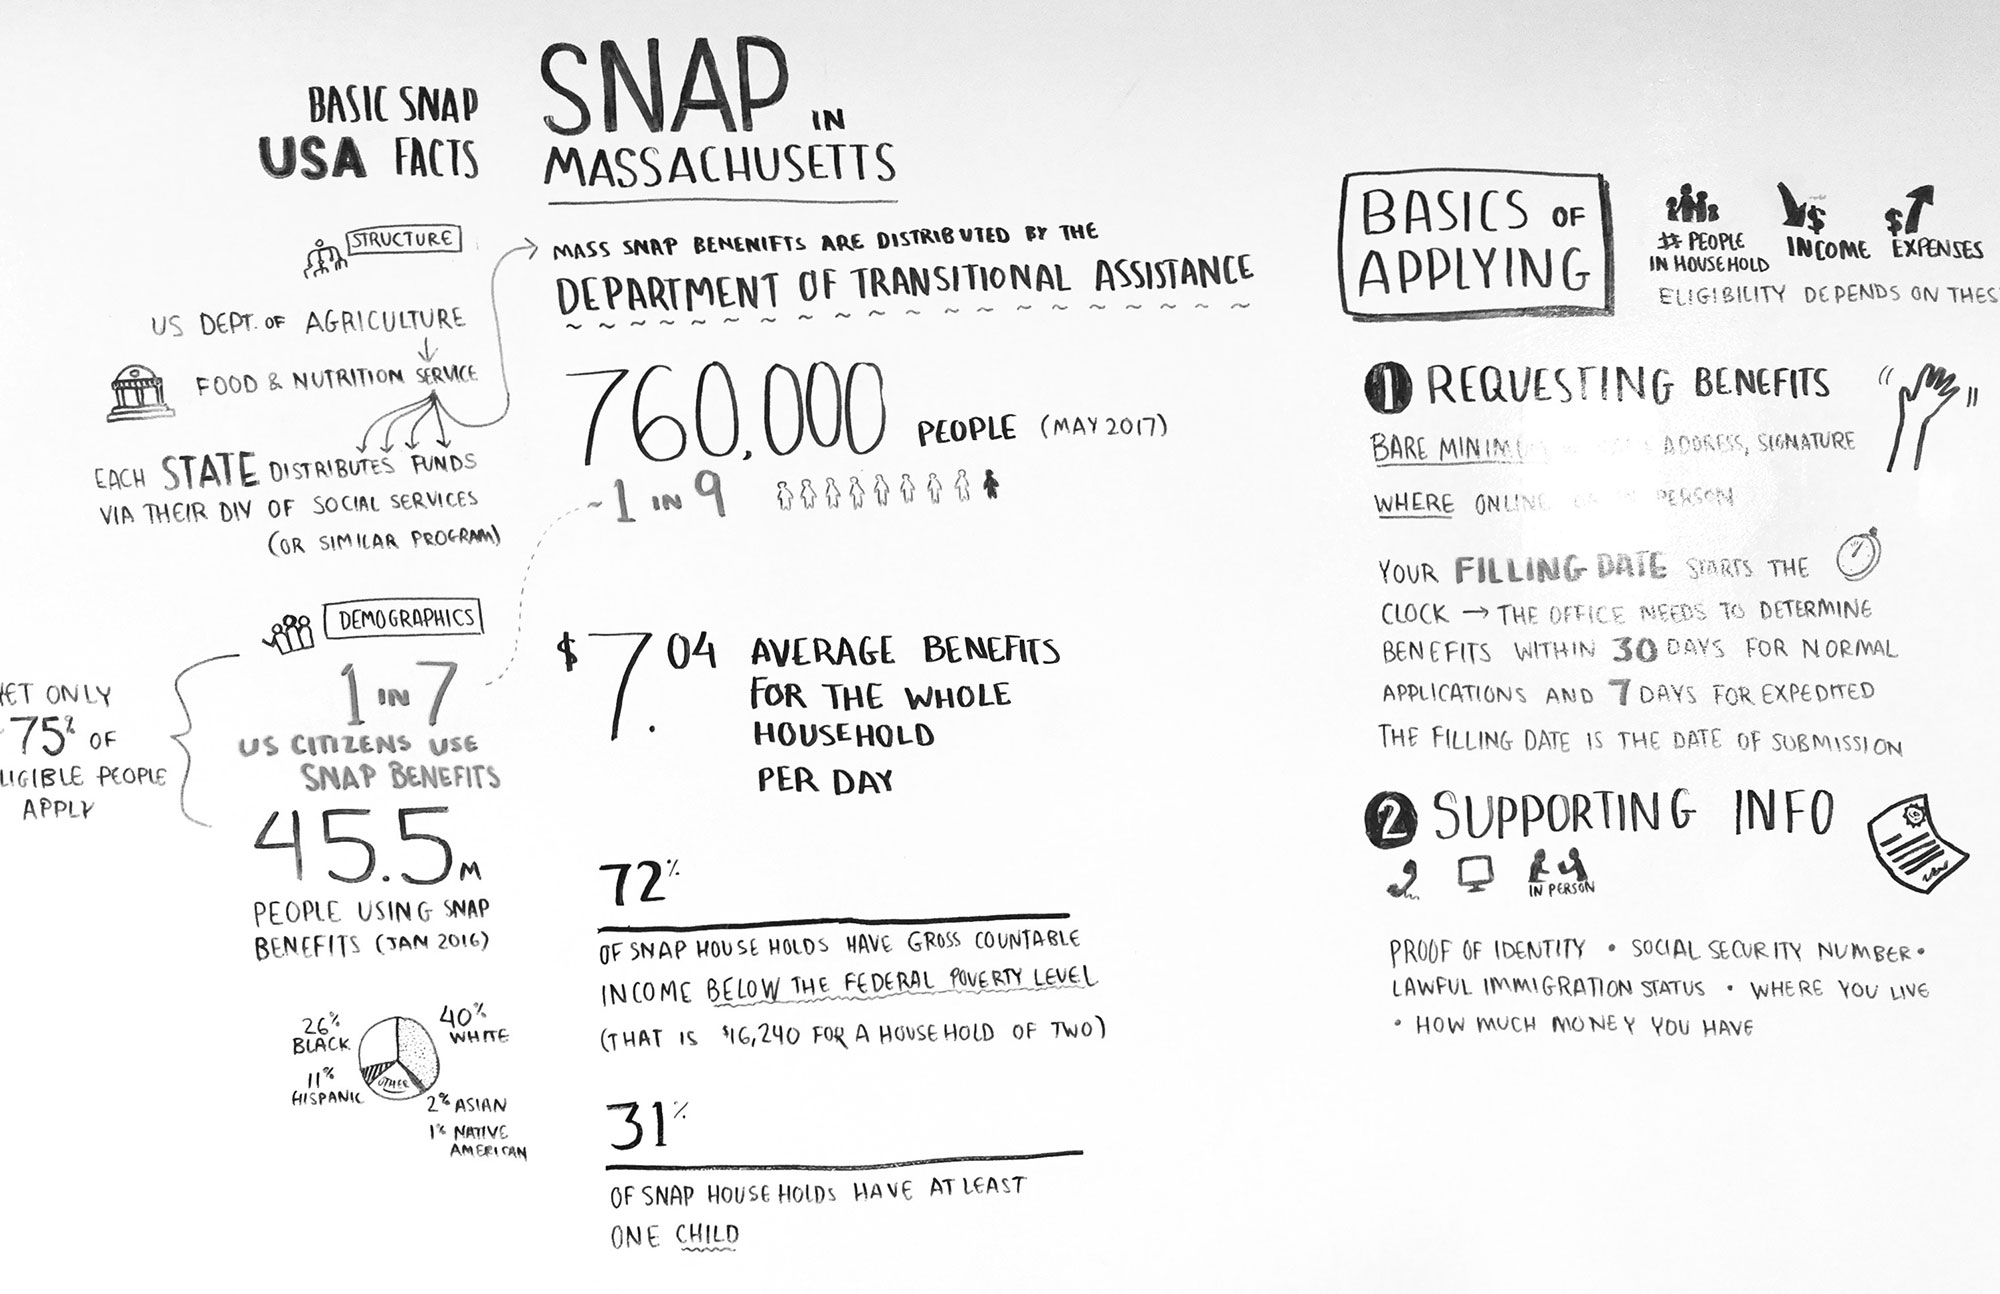 BASIC SNAP
USA FACTS
STRUCTURE
US DEPT. OF AGRICULTURE
FOOD & NUTRITION SERVICE
EACH STATE DISTRIBUTES FUNDS
VIA THEIR DIV OF SOCIAL SERVICES
(OR SIMILAR PROGRAM)
DEMOGRAPHICS
1 IN 7
US CITIZENS USE
SNAP BENEFITS
ONLY
75% OF
PEOPLE
APPLY
45.5M
PEOPLE USING SNAP
BENEFITS (JAN 2016)
26%
BLACK
40%
WHITE
11%
HISPANIC
OTHER
2% ASIAN
1% NATIVE
AMERICAN
SNAP IN
MASSACHUSETTS
MASS SNAP BENENIFTS ARE DISTRIBUTED BY THE
DEPARTMENT OF TRANSITIONAL ASSISTANCE
760,000 PEOPLE (MAY 2017)
~1 IN 9
$7.04 AVERAGE BENEFITS
FOR THE WHOLE
HOUSEHOLD
PER DAY
72%
OF SNAP HOUSEHOLDS HAVE GROSS COUNTABLE
INCOME BELOW THE FEDERAL POVERTY LEVEL
(THAT IS $16,240 FOR A HOUSEHOLD OF TWO)
31%
OF SNAP HOUSEHOLDS HAVE AT LEAST
ONE CHILD
BASICS OF
APPLYING
# PEOPLE
IN HOUSEHOLD
$
INCOME
$
EXPENSES
ELIGIBILITY DEPENDS ON
1 REQUESTING BENEFITS
BARE ADDRESS, SIGNATURE
WHERE ONLINE PERSON
YOUR FILLING DATE STARTS THE
CLOCK → THE OFFICE NEEDS TO DETERMINE
BENEFITS WITHIN 30 DAYS FOR NORMAL
APPLICATIONS AND 7 DAYS FOR EXPEDITED
THE FILLING DATE IS THE DATE OF SUBMISSION
2 SUPPORTING INFO
IN PERSON
PROOF OF IDENTITY • SOCIAL SECURITY NUMBER •
LAWFUL IMMIGRATION STATUS • WHERE YOU LIVE
• HOW MUCH MONEY YOU HAVE